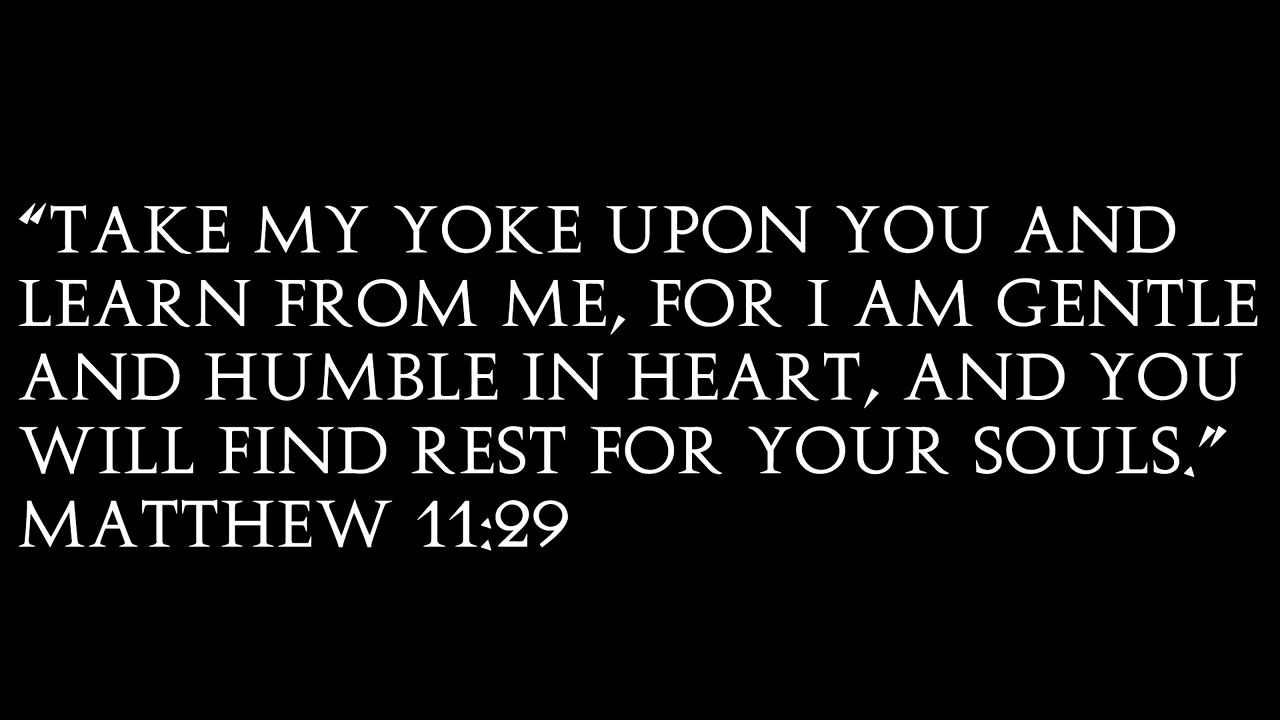 “TAKE MY YOKE UPON YOU AND
LEARN FROM ME, FOR I AM GENTLE
AND HUMBLE IN HEART, AND YOU
WILL FIND REST FOR YOUR SOULS.”
MATTHEW 11:29